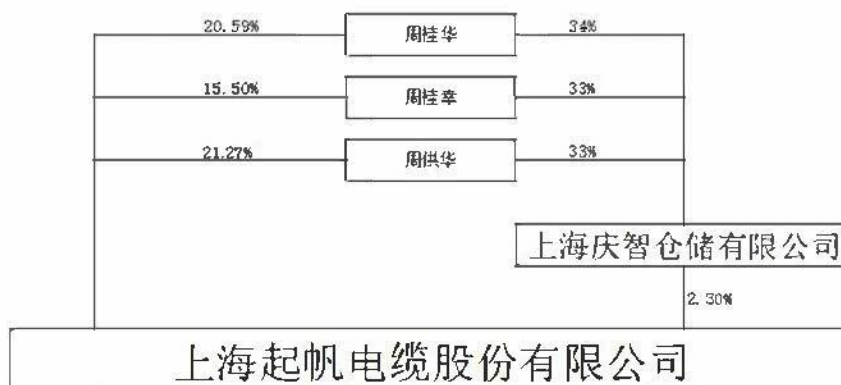 20.59% 周桂华 34%
15.50% 周桂幸 33%
21.27% 周供华 33%
上海庆智仓储有限公司
2.30%
上海起帆电缆股份有限公司